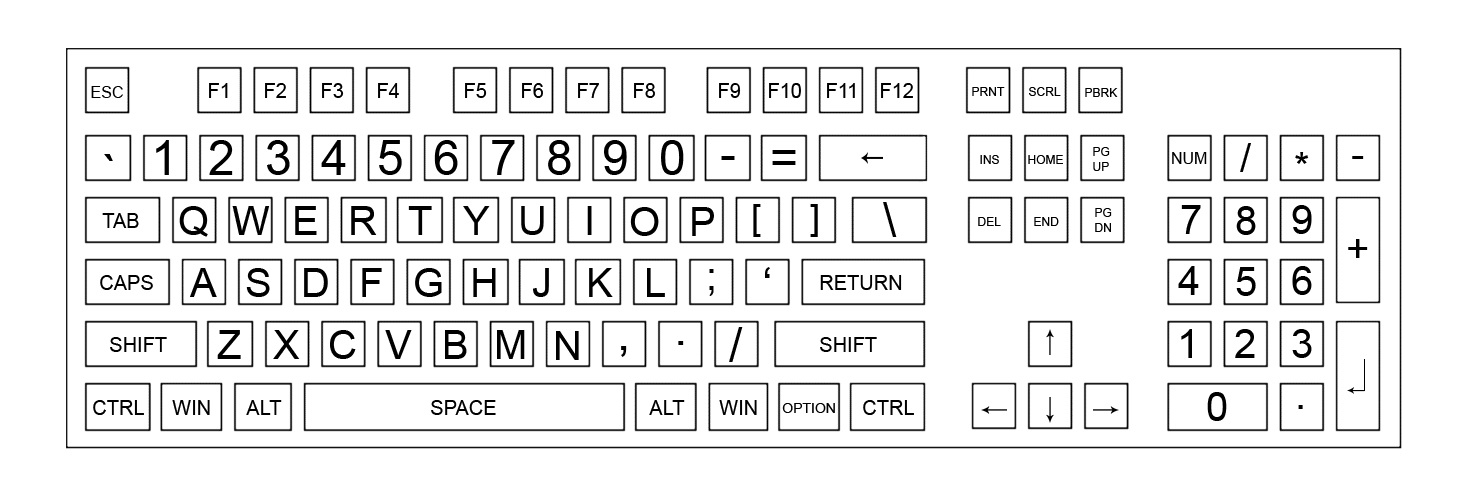 ESC F1 F2 F3 F4 F5 F6 F7 F8 F9 F10 F11 F12 PRNT SCRL PBRK
` 1 2 3 4 5 6 7 8 9 0 - = ← INS HOME PG UP NUM / * -
TAB Q W E R T Y U I O P [ ] \ DEL END PG DN 7 8 9 +
CAPS A S D F G H J K L ; ‘ RETURN 4 5 6
SHIFT Z X C V B M N , . / SHIFT ↑ 1 2 3 ↵
CTRL WIN ALT SPACE ALT WIN OPTION CTRL ← ↓ → 0 .